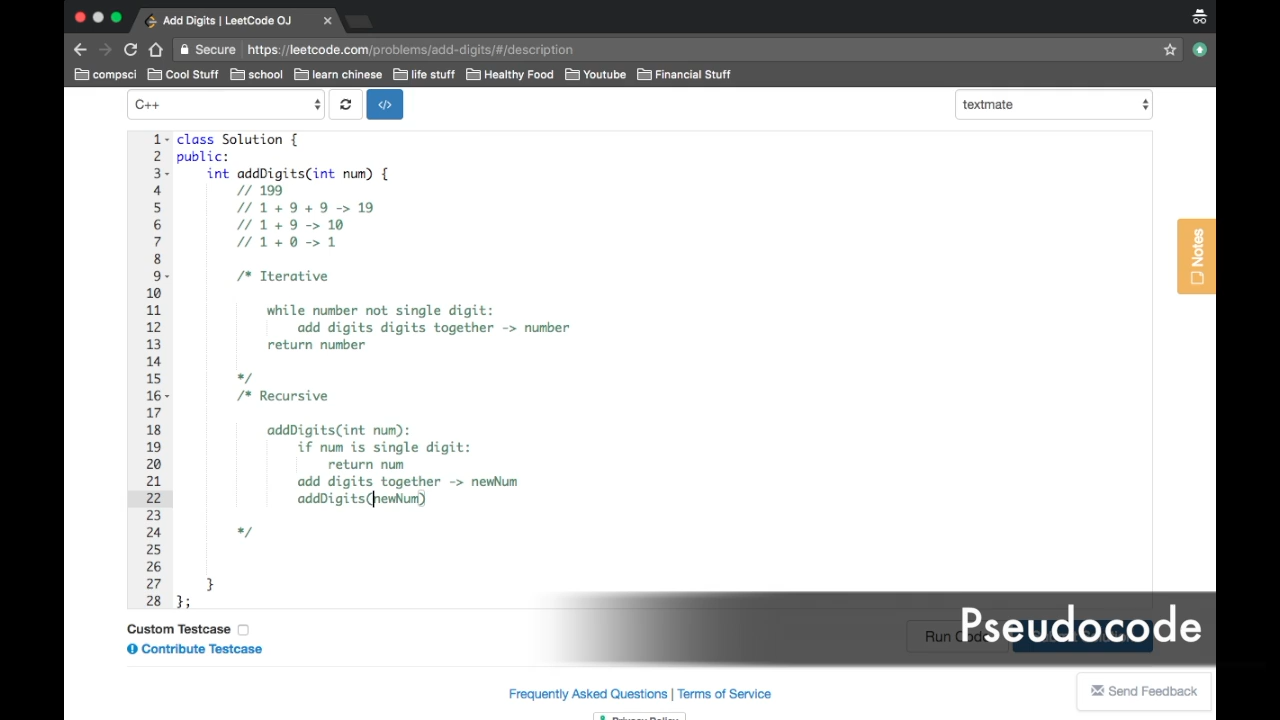 Add Digits | LeetCode OJ
Secure https://leetcode.com/problems/add-digits/#/description
compsci Cool Stuff school learn chinese life stuff Healthy Food Youtube Financial Stuff
C++ textmate
1 class Solution {
2 public:
3 int addDigits(int num) {
4 // 199
5 // 1 + 9 + 9 -> 19
6 // 1 + 9 -> 10
7 // 1 + 0 -> 1
8
9 /* Iterative
10
11 while number not single digit:
12 add digits digits together -> number
13 return number
14
15 */
16 /* Recursive
17
18 addDigits(int num):
19 if num is single digit:
20 return num
21 add digits together -> newNum
22 addDigits(newNum)
23
24 */
25
26
27 }
28 };
Notes
Pseudocode
Custom Testcase
Run Code
Contribute Testcase
Frequently Asked Questions | Terms of Service
Send Feedback
Privacy Policy